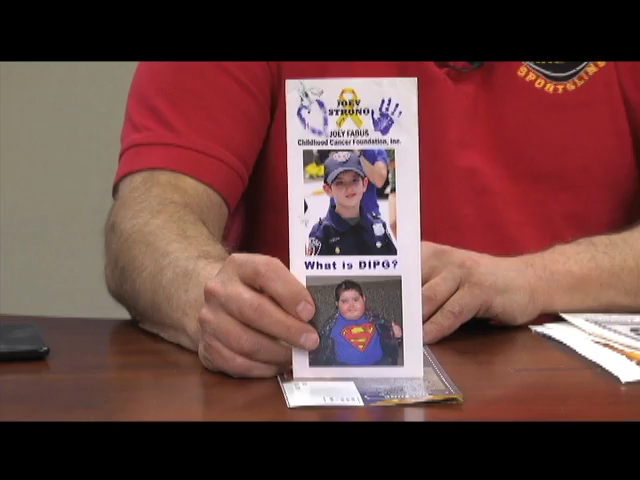 SPORTSLINE
JOEY
STRONG
JOEY FABUS
Childhood Cancer Foundation, Inc.
What is DIPG?